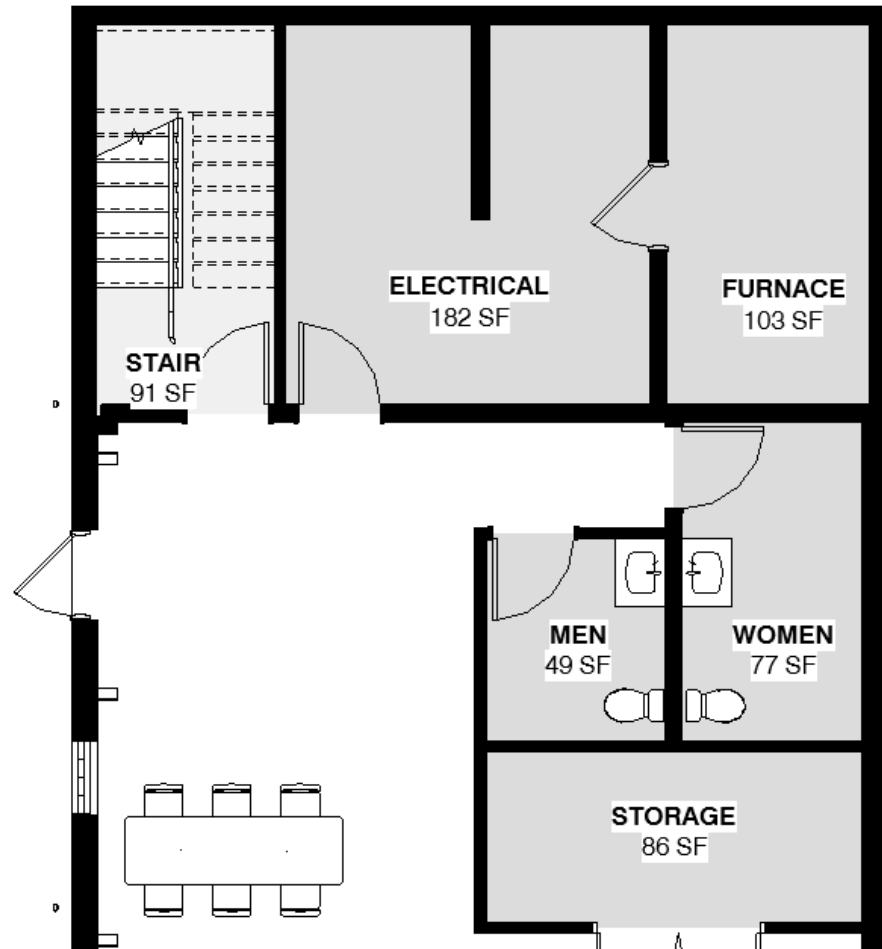 ELECTRICAL
182 SF
FURNACE
103 SF
STAIR
91 SF
MEN
49 SF
WOMEN
77 SF
STORAGE
86 SF